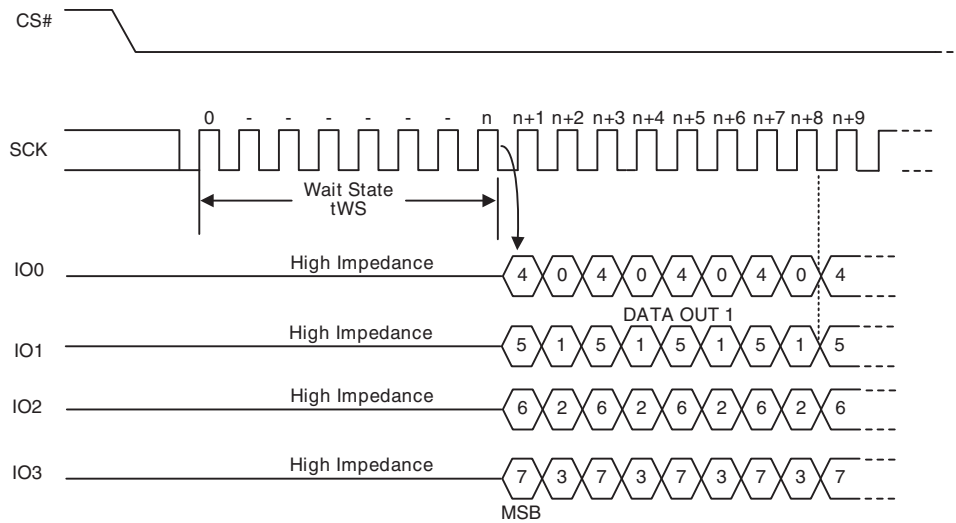 CS#
0 - - - - - - n n+1 n+2 n+3 n+4 n+5 n+6 n+7 n+8 n+9
SCK
Wait State
tWS
IO0 High Impedance 4 0 4 0 4 0 4 0 4
DATA OUT 1
IO1 High Impedance 5 1 5 1 5 1 5 1 5
IO2 High Impedance 6 2 6 2 6 2 6 2 6
IO3 High Impedance 7 3 7 3 7 3 7 3 7
MSB